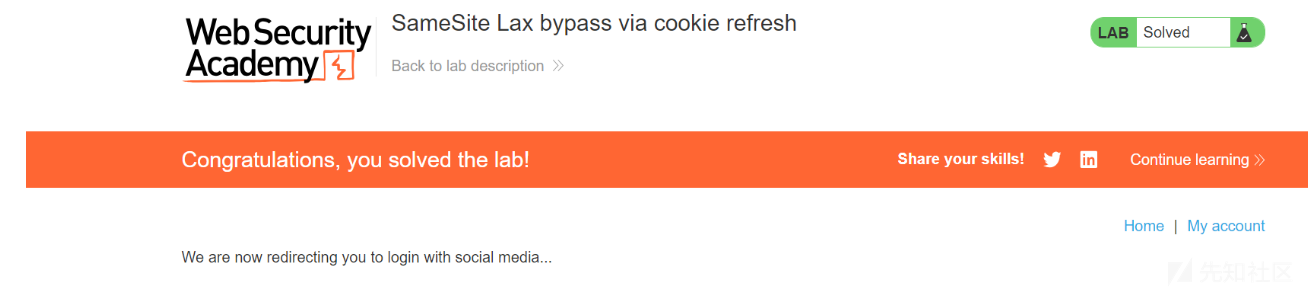 Web Security Academy
SameSite Lax bypass via cookie refresh
Back to lab description
LAB Solved
Congratulations, you solved the lab!
Share your skills!
Continue learning
Home | My account
We are now redirecting you to login with social media...
先知社区